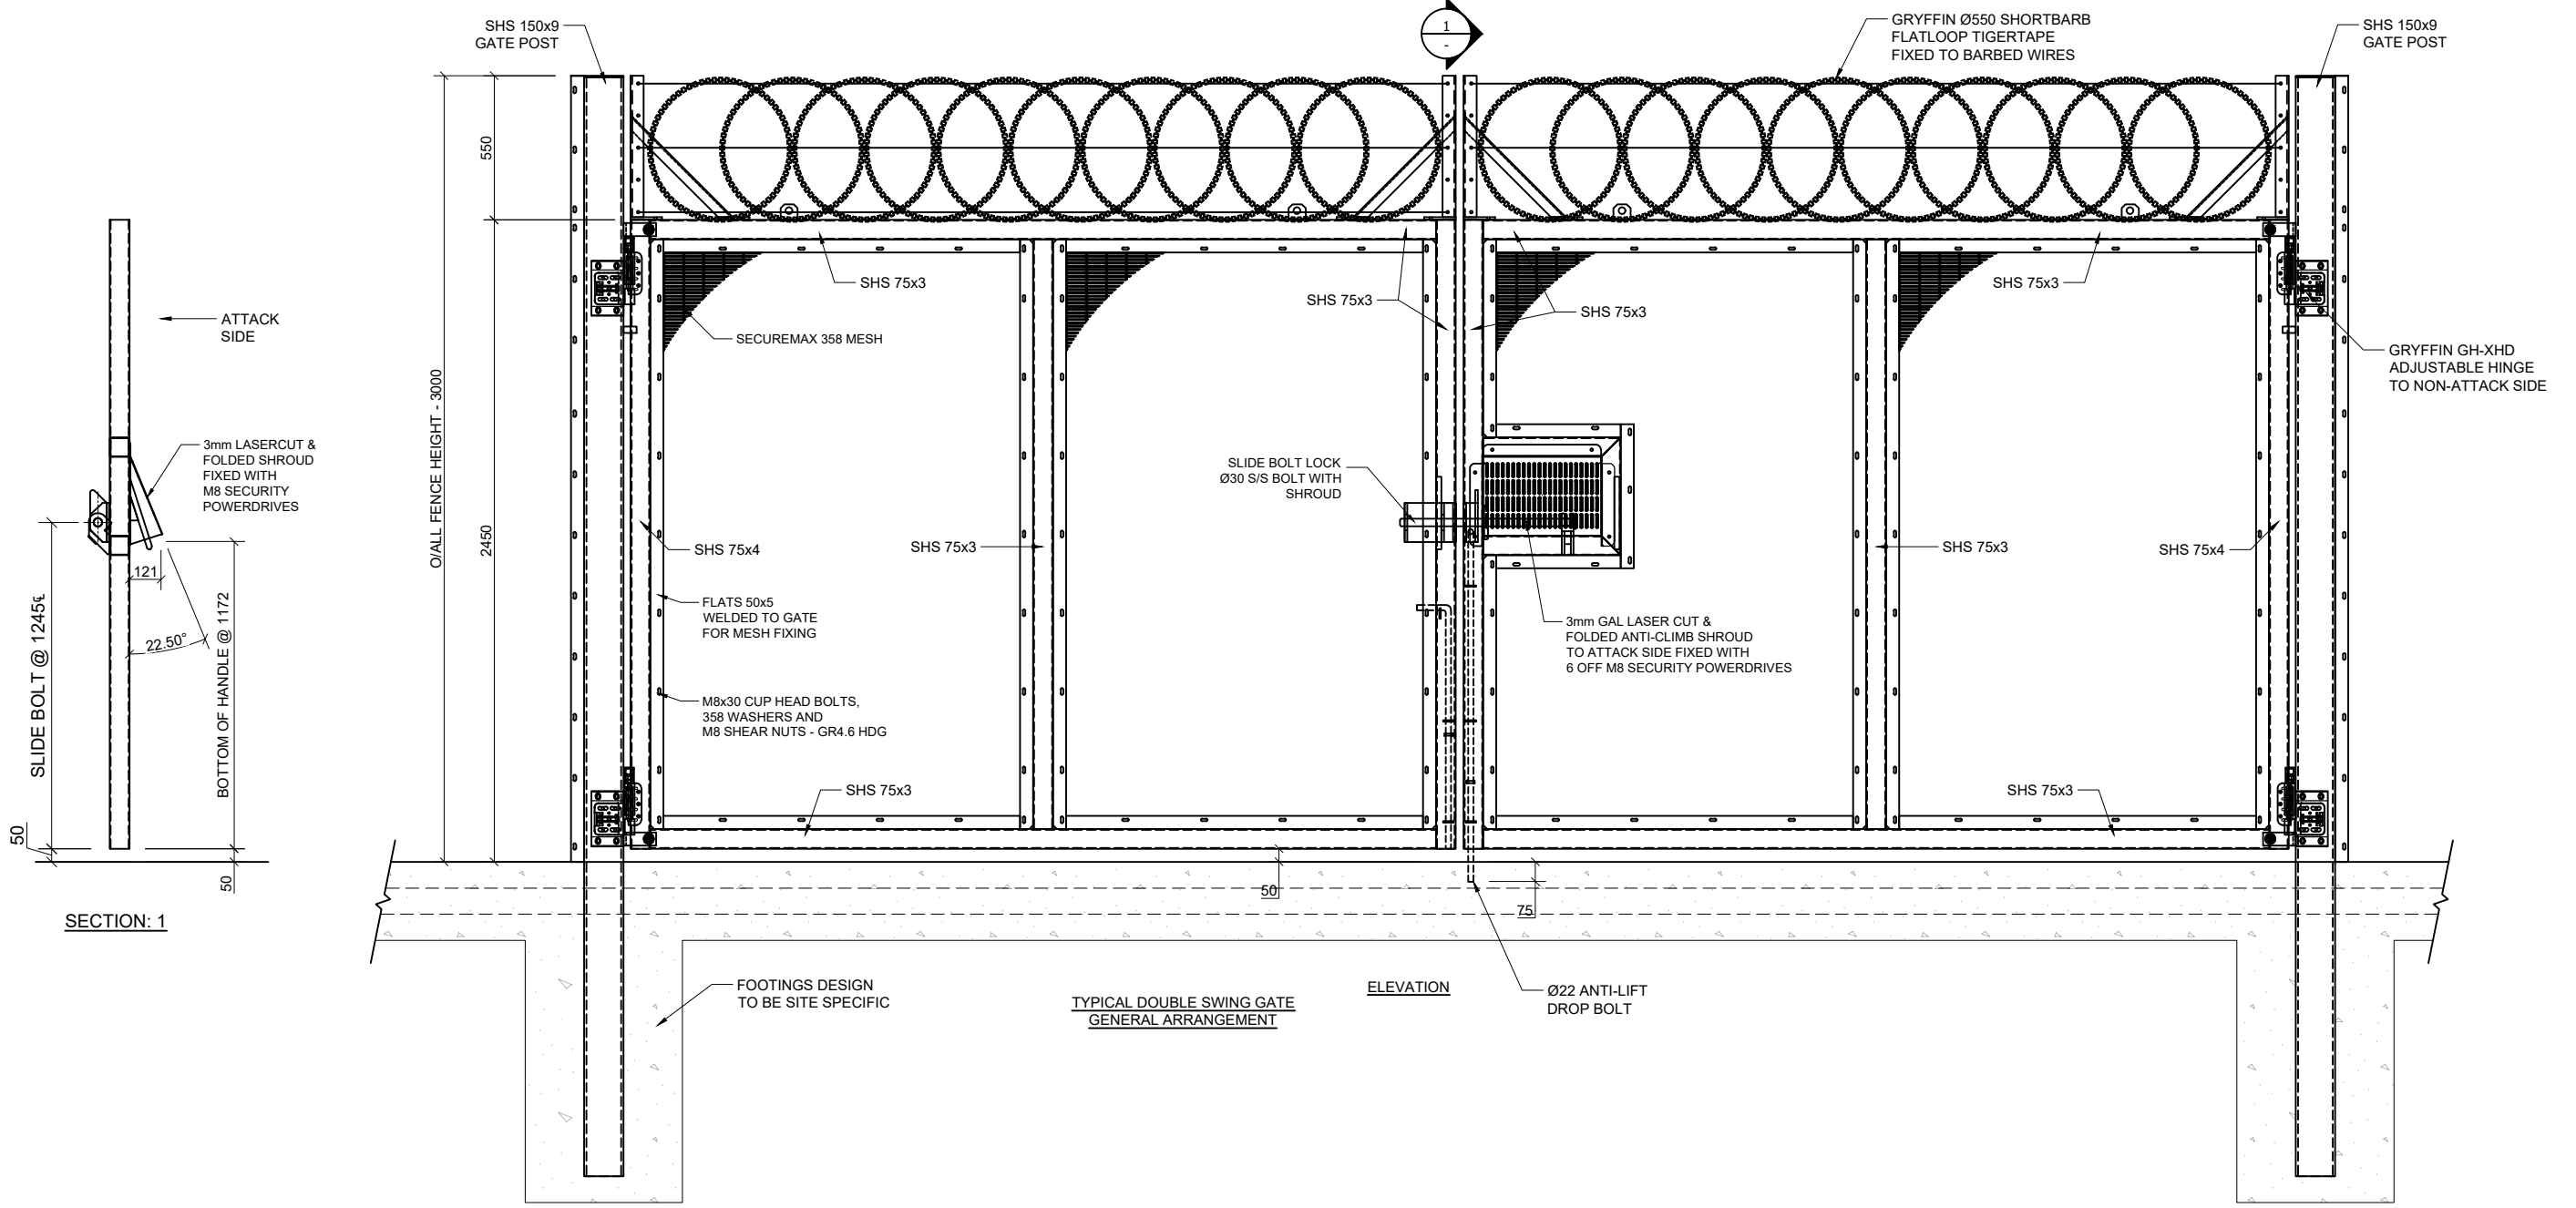 SHS 150x9
GATE POST
1
-
GRYFFIN Ø550 SHORTBARB
FLATLOOP TIGERTAPE
FIXED TO BARBED WIRES
SHS 150x9
GATE POST
550
O/ALL FENCE HEIGHT - 3000
2450
ATTACK
SIDE
3mm LASERCUT &
FOLDED SHROUD
FIXED WITH
M8 SECURITY
POWERDRIVES
121
22.50°
SLIDE BOLT @ 1245℄
BOTTOM OF HANDLE @ 1172
50
50
SECTION: 1
SHS 75x3
SECUREMAX 358 MESH
SHS 75x3
SHS 75x3
SHS 75x3
GRYFFIN GH-XHD
ADJUSTABLE HINGE
TO NON-ATTACK SIDE
SLIDE BOLT LOCK
Ø30 S/S BOLT WITH
SHROUD
SHS 75x4
SHS 75x3
SHS 75x3
SHS 75x4
FLATS 50x5
WELDED TO GATE
FOR MESH FIXING
3mm GAL LASER CUT &
FOLDED ANTI-CLIMB SHROUD
TO ATTACK SIDE FIXED WITH
6 OFF M8 SECURITY POWERDRIVES
M8x30 CUP HEAD BOLTS,
358 WASHERS AND
M8 SHEAR NUTS - GR4.6 HDG
SHS 75x3
SHS 75x3
50
75
FOOTINGS DESIGN
TO BE SITE SPECIFIC
TYPICAL DOUBLE SWING GATE
GENERAL ARRANGEMENT
ELEVATION
Ø22 ANTI-LIFT
DROP BOLT